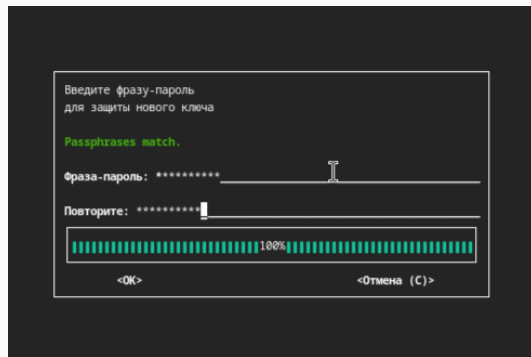 Введите фразу-пароль
для защиты нового ключа
Passphrases match.
Фраза-пароль: **********
Повторите: **********
100%
<OK> <Отмена (C)>